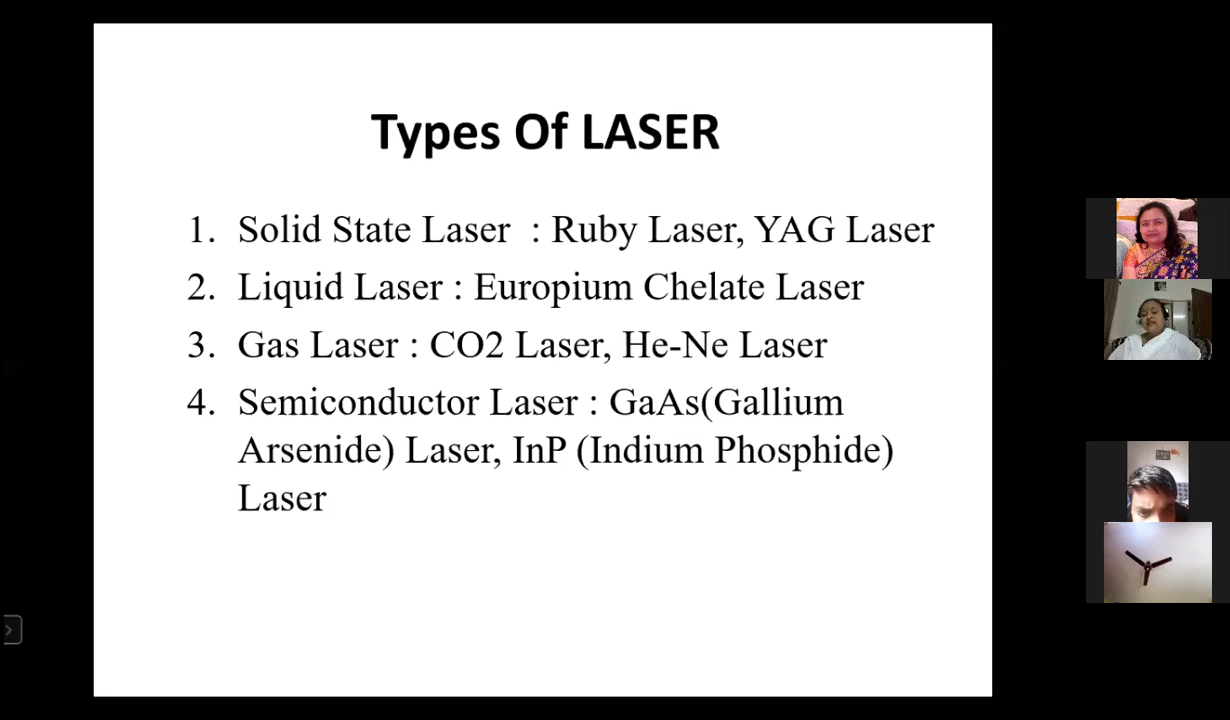 Types Of LASER
1. Solid State Laser : Ruby Laser, YAG Laser
2. Liquid Laser : Europium Chelate Laser
3. Gas Laser : CO2 Laser, He-Ne Laser
4. Semiconductor Laser : GaAs(Gallium
Arsenide) Laser, InP (Indium Phosphide)
Laser